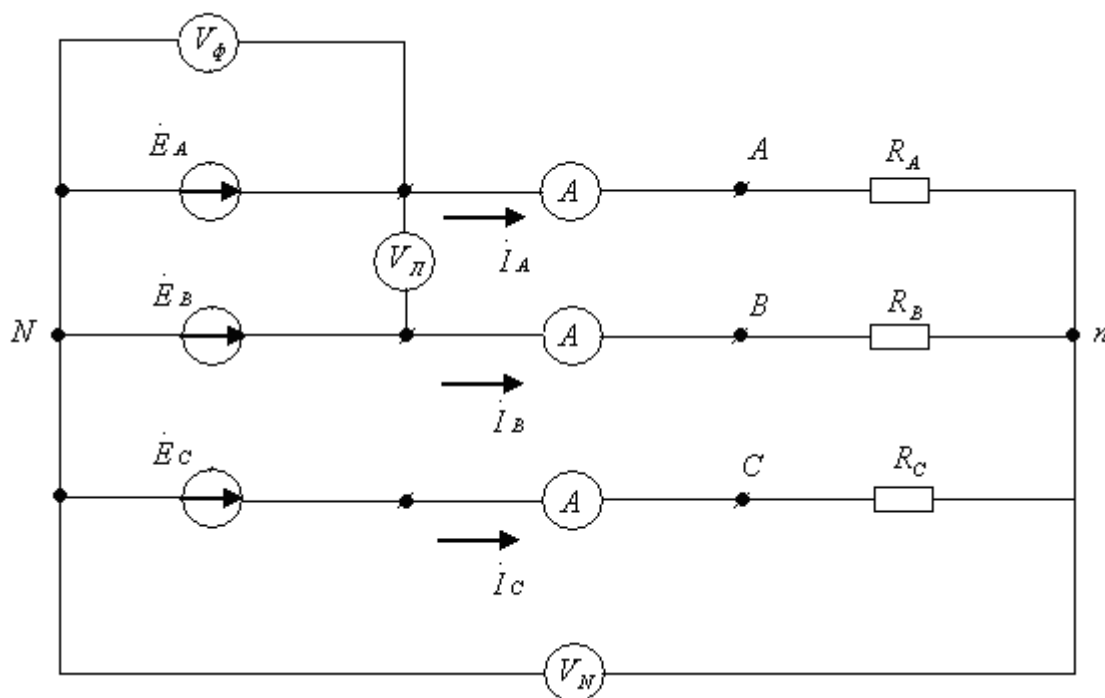 V_ф
Ė_A
A
A
R_A
V_Л
İ_A
N
Ė_B
A
B
R_B
n
İ_B
Ė_C
A
C
R_C
İ_C
V_N